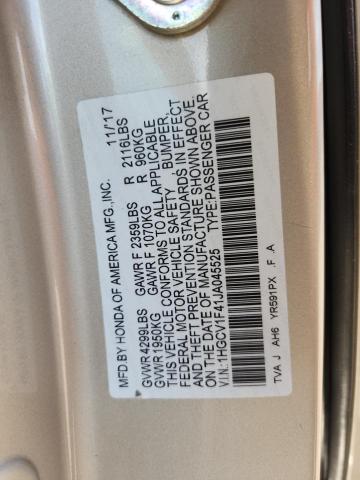 MFD.BY HONDA OF AMERICA MFG.,INC. 11/17
GVWR 4299LBS GAWR F 2359LBS R 2116LBS
GVWR 1950KG GAWR F 1070KG R 960KG
THIS VEHICLE CONFORMS TO ALL APPLICABLE
FEDERAL MOTOR VEHICLE SAFETY BUMPER,
AND THEFT PREVENTION STANDARDS IN EFFECT
ON THE DATE OF MANUFACTURE SHOWN ABOVE.
V.I.N.: 1HGCV1F41JA045525 TYPE:PASSENGER CAR
TVA J AH6 YR591PX .F .A